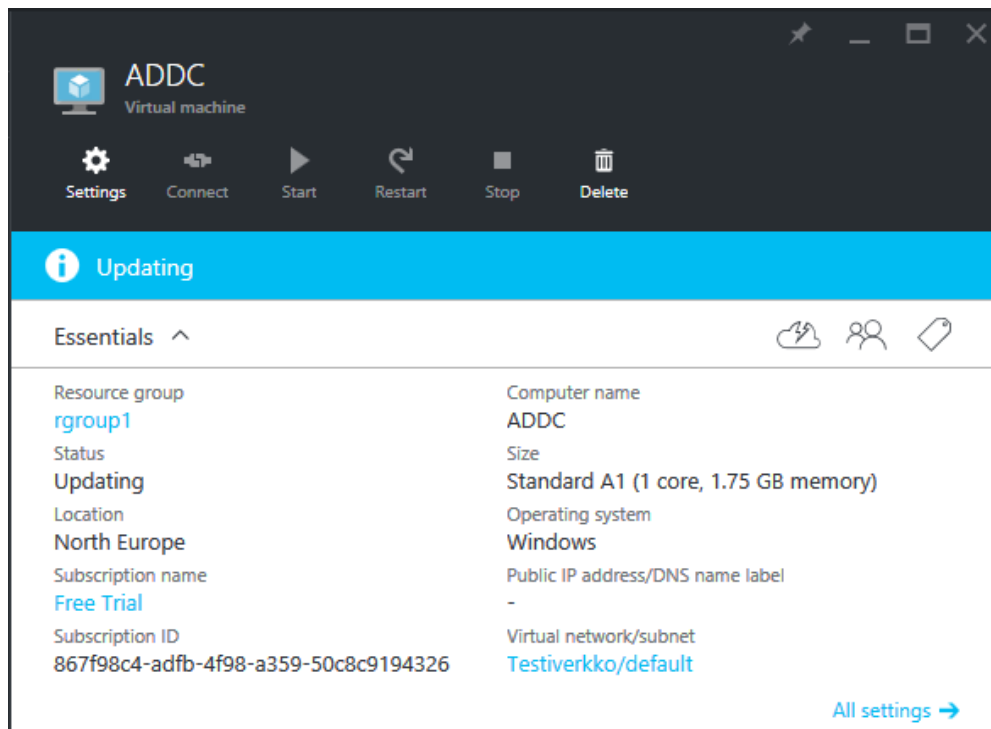 ADDC
Virtual machine
Settings Connect Start Restart Stop Delete
Updating
Essentials
Resource group
rgroup1
Status
Updating
Location
North Europe
Subscription name
Free Trial
Subscription ID
867f98c4-adfb-4f98-a359-50c8c9194326
Computer name
ADDC
Size
Standard A1 (1 core, 1.75 GB memory)
Operating system
Windows
Public IP address/DNS name label
-
Virtual network/subnet
Testiverkko/default
All settings